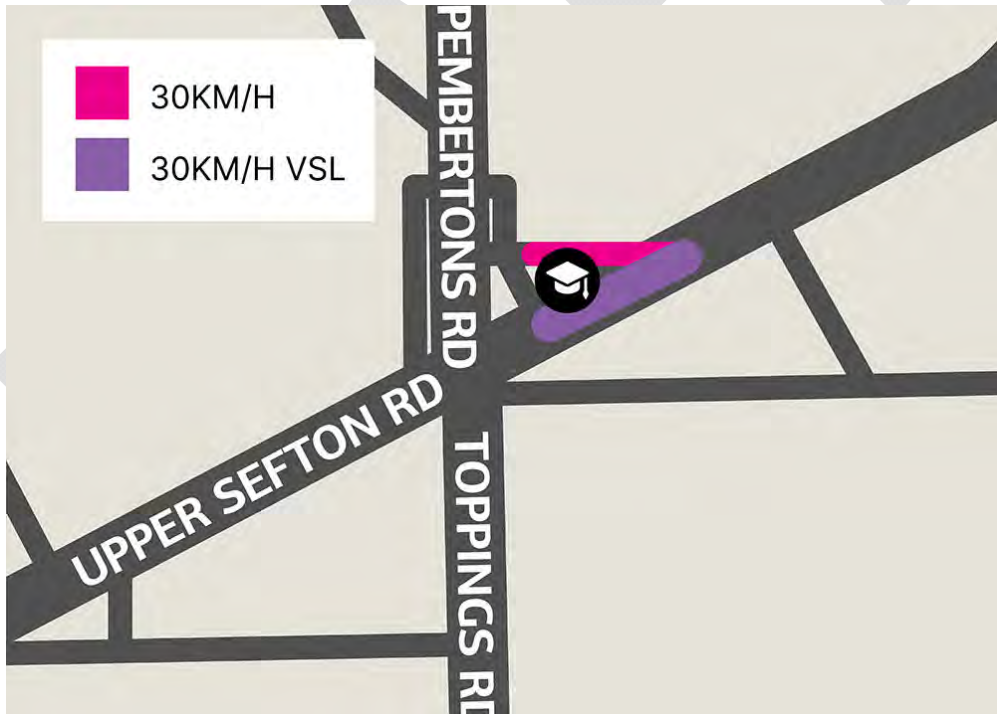 30KM/H
30KM/H VSL
PEMBERTONS RD
UPPER SEFTON RD
TOPPINGS RD